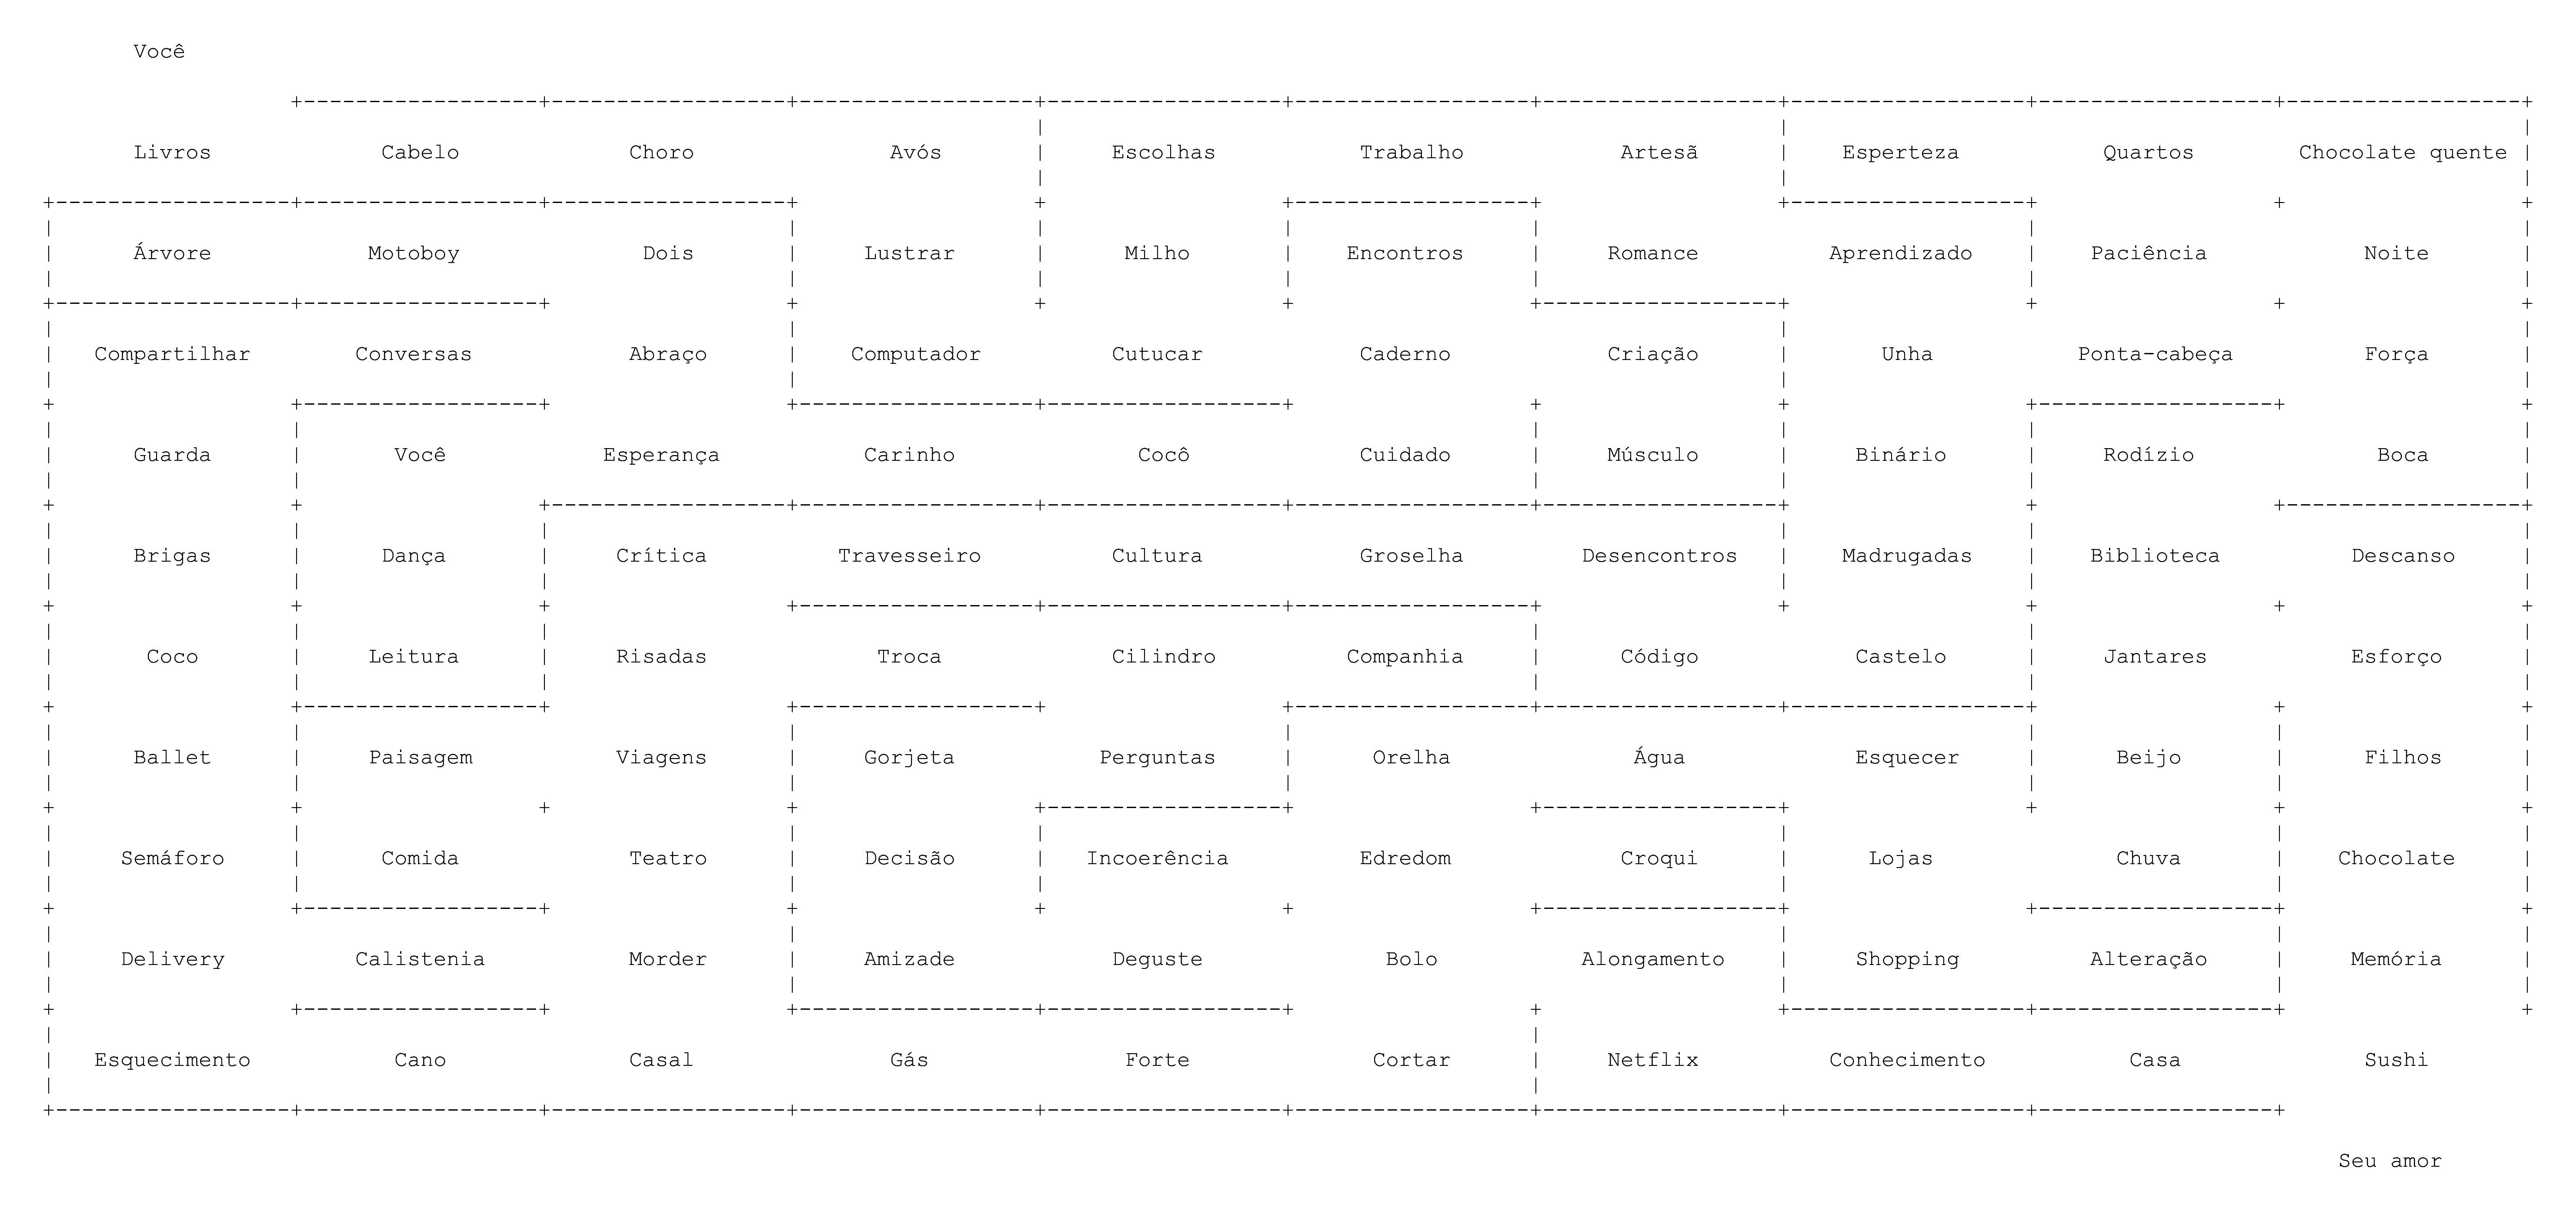 Você
Livros Cabelo Choro Avós Escolhas Trabalho Artesã Esperteza Quartos Chocolate quente
Árvore Motoboy Dois Lustrar Milho Encontros Romance Aprendizado Paciência Noite
Compartilhar Conversas Abraço Computador Cutucar Caderno Criação Unha Ponta-cabeça Força
Guarda Você Esperança Carinho Cocô Cuidado Músculo Binário Rodízio Boca
Brigas Dança Crítica Travesseiro Cultura Groselha Desencontros Madrugadas Biblioteca Descanso
Coco Leitura Risadas Troca Cilindro Companhia Código Castelo Jantares Esforço
Ballet Paisagem Viagens Gorjeta Perguntas Orelha Água Esquecer Beijo Filhos
Semáforo Comida Teatro Decisão Incoerência Edredom Croqui Lojas Chuva Chocolate
Delivery Calistenia Morder Amizade Deguste Bolo Alongamento Shopping Alteração Memória
Esquecimento Cano Casal Gás Forte Cortar Netflix Conhecimento Casa Sushi
Seu amor